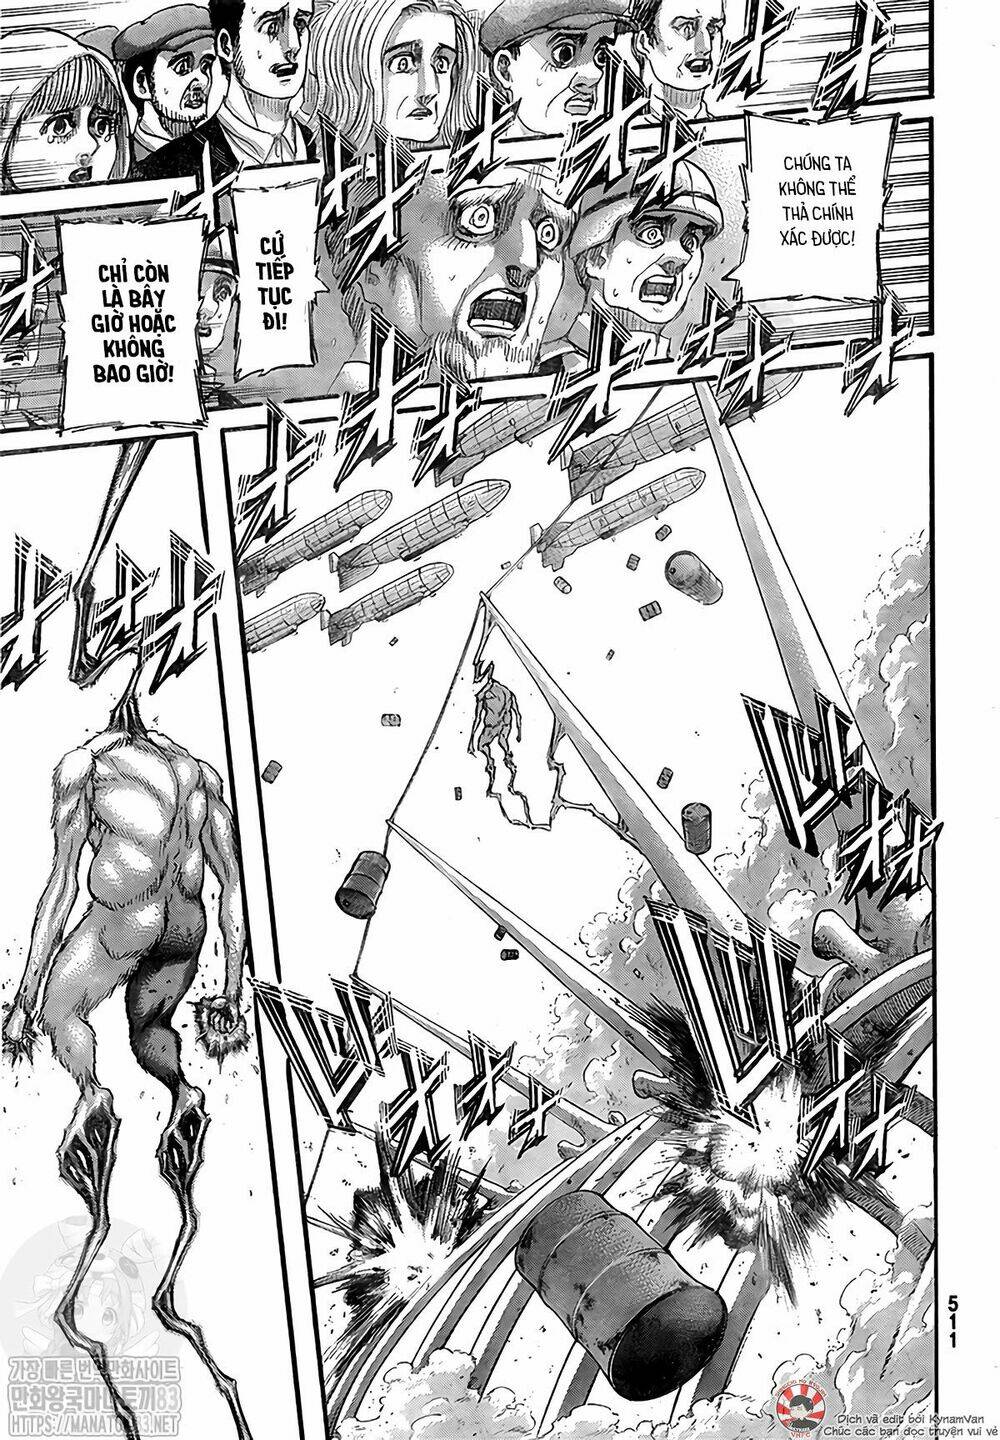 CHÚNG TA
KHÔNG THỂ
THẢ CHÍNH
XÁC ĐƯỢC!
CỨ
TIẾP
TỤC
ĐI!
CHỈ CÒN
LÀ BÂY
GIỜ HOẶC
KHÔNG
BAO GIỜ!
511
가장 빠른 번역만화사이트
만화왕국마나토끼83
HTTPS://MANATOKI83.NET
Dịch và edit bởi KynamVan
Chúc các bạn đọc truyện vui vẻ